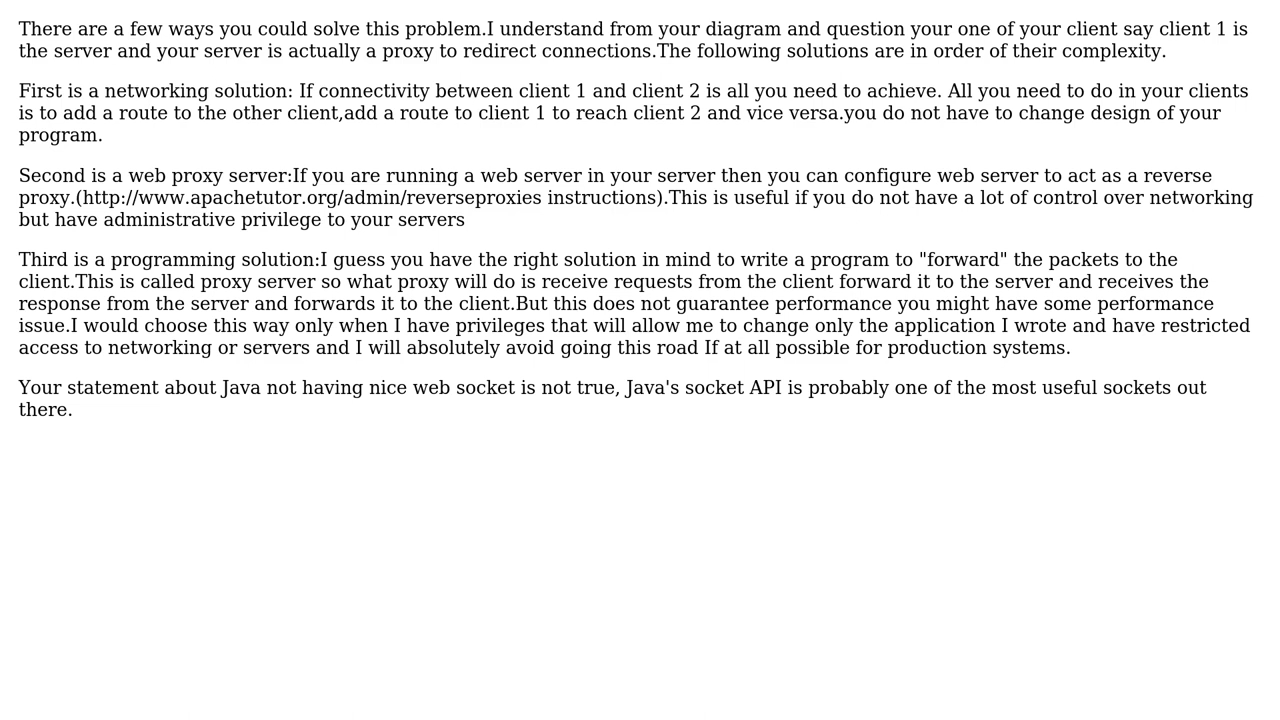 There are a few ways you could solve this problem.I understand from your diagram and question your one of your client say client 1 is
the server and your server is actually a proxy to redirect connections.The following solutions are in order of their complexity.
First is a networking solution: If connectivity between client 1 and client 2 is all you need to achieve. All you need to do in your clients
is to add a route to the other client,add a route to client 1 to reach client 2 and vice versa.you do not have to change design of your
program.
Second is a web proxy server:If you are running a web server in your server then you can configure web server to act as a reverse
proxy.(http://www.apachetutor.org/admin/reverseproxies instructions).This is useful if you do not have a lot of control over networking
but have administrative privilege to your servers
Third is a programming solution:I guess you have the right solution in mind to write a program to "forward" the packets to the
client.This is called proxy server so what proxy will do is receive requests from the client forward it to the server and receives the
response from the server and forwards it to the client.But this does not guarantee performance you might have some performance
issue.I would choose this way only when I have privileges that will allow me to change only the application I wrote and have restricted
access to networking or servers and I will absolutely avoid going this road If at all possible for production systems.
Your statement about Java not having nice web socket is not true, Java's socket API is probably one of the most useful sockets out
there.